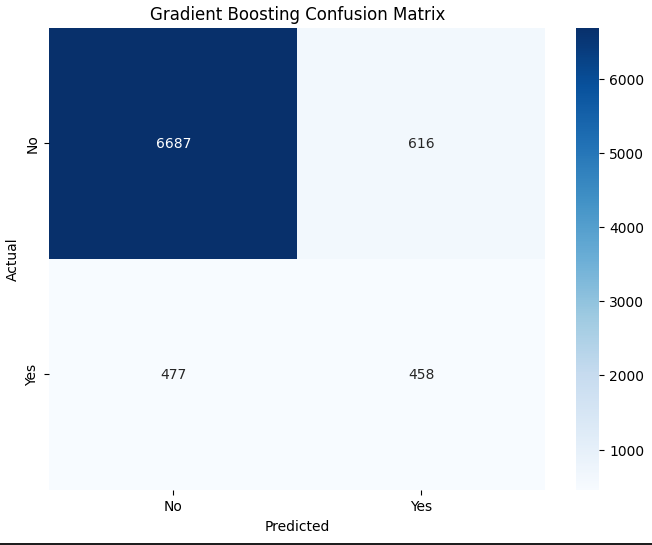 Gradient Boosting Confusion Matrix
No
6687
616
Actual
Yes
477
458
No
Yes
Predicted
6000
5000
4000
3000
2000
1000